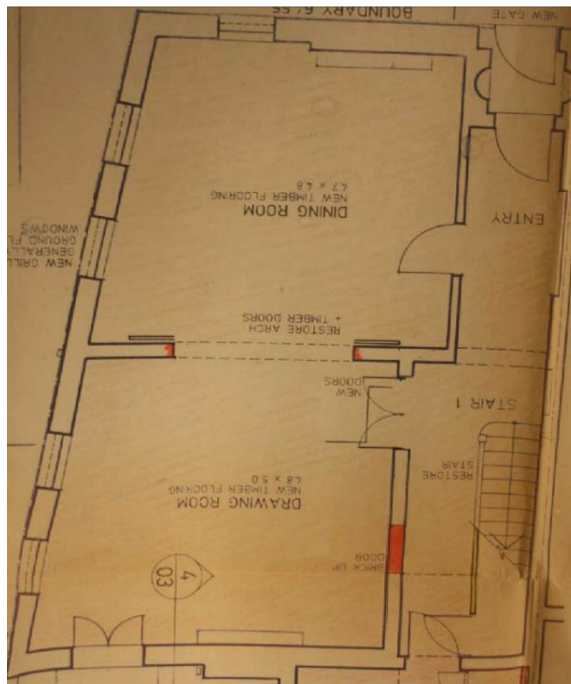 BRICK UP
DOOR
4
03
DRAWING ROOM
NEW TIMBER FLOORING
4.8 x 5.0
RESTORE
STAIR
STAIR 1
NEW
DOORS
RESTORE ARCH
+ TIMBER DOORS
NEW GRILL
GENERALLY
GROUND FL
WINDOWS
ENTRY
DINING ROOM
NEW TIMBER FLOORING
4.7 x 4.8
NEW GATE
BOUNDARY